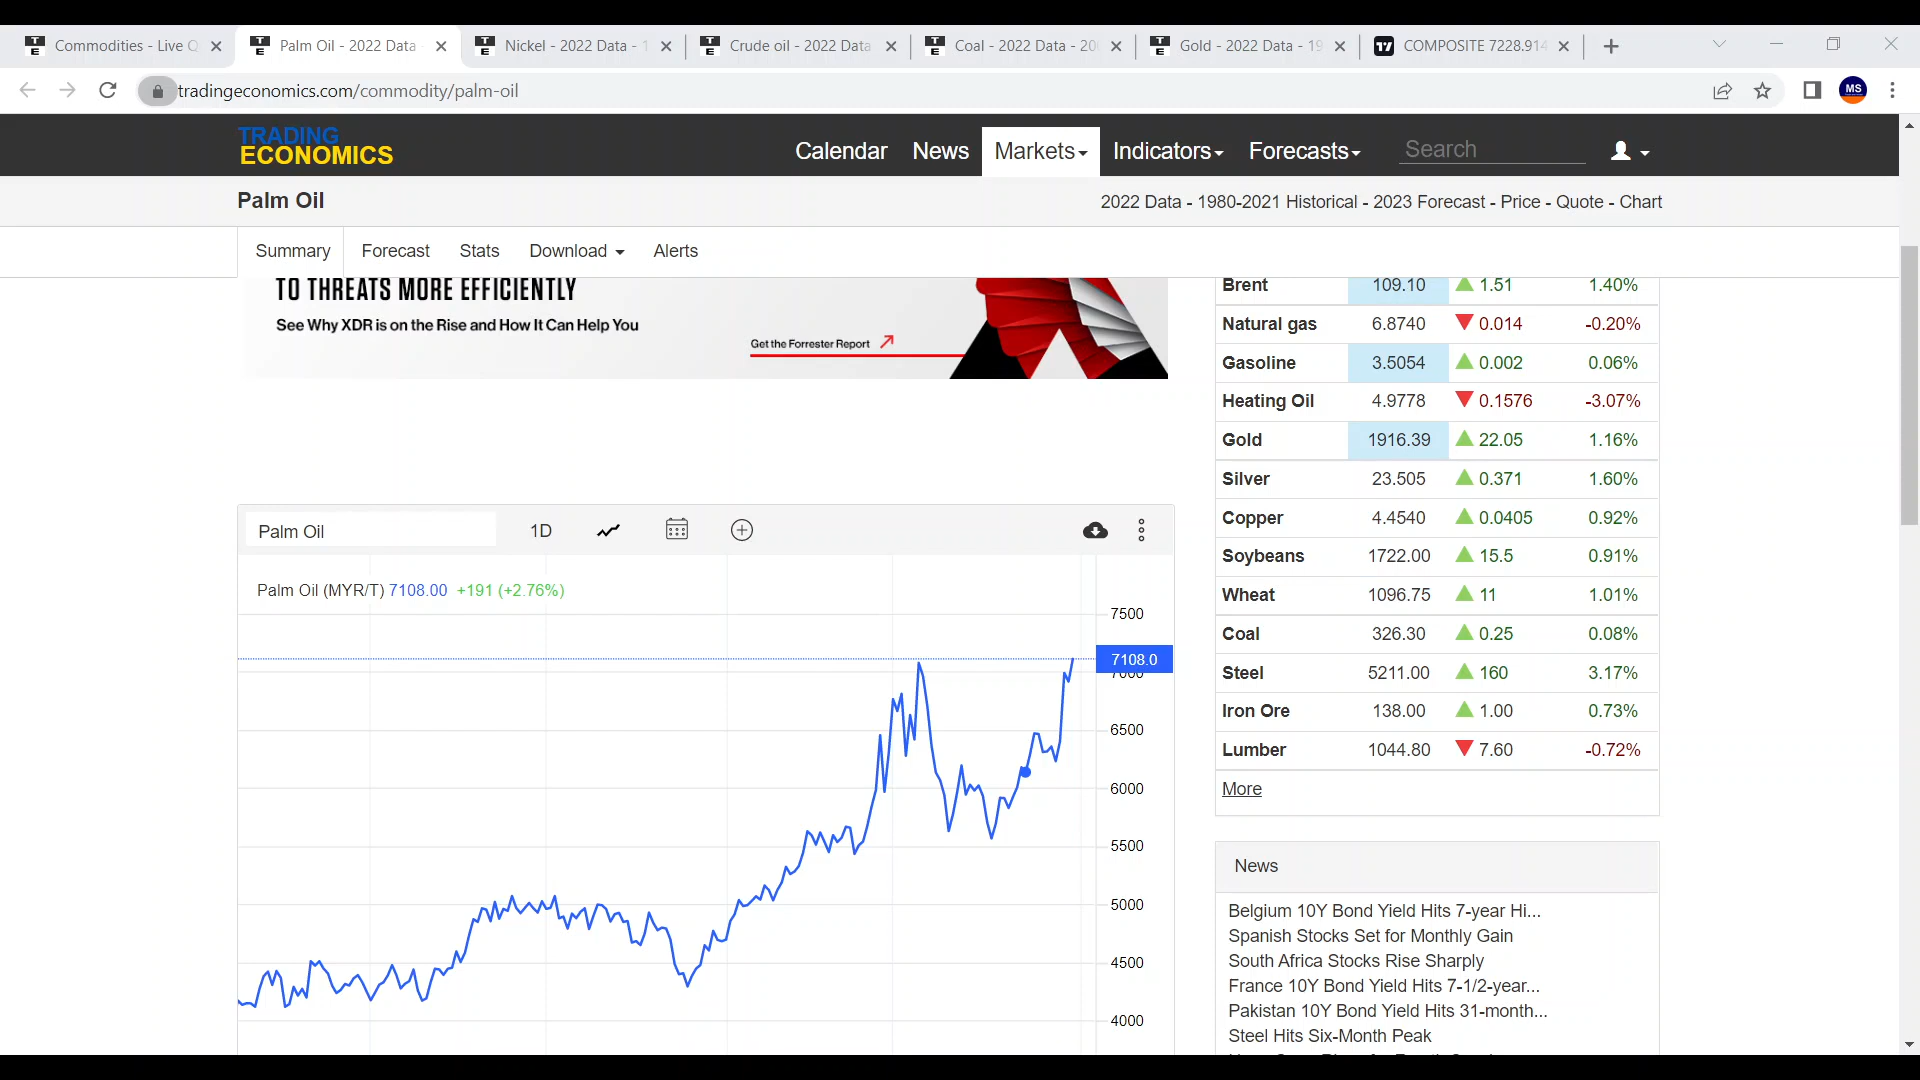 Commodities - Live Q
Palm Oil - 2022 Data
Nickel - 2022 Data - 1
Crude oil - 2022 Data
Coal - 2022 Data - 20
Gold - 2022 Data - 19
COMPOSITE 7228.914
tradingeconomics.com/commodity/palm-oil
MS
TRADING
ECONOMICS
Calendar News Markets Indicators Forecasts Search
Palm Oil
2022 Data - 1980-2021 Historical - 2023 Forecast - Price - Quote - Chart
Summary Forecast Stats Download Alerts
TO THREATS MORE EFFICIENTLY
See Why XDR is on the Rise and How It Can Help You
Get the Forrester Report
Brent 109.10 1.51 1.40%
Natural gas 6.8740 0.014 -0.20%
Gasoline 3.5054 0.002 0.06%
Heating Oil 4.9778 0.1576 -3.07%
Gold 1916.39 22.05 1.16%
Silver 23.505 0.371 1.60%
Copper 4.4540 0.0405 0.92%
Soybeans 1722.00 15.5 0.91%
Wheat 1096.75 11 1.01%
Coal 326.30 0.25 0.08%
Steel 5211.00 160 3.17%
Iron Ore 138.00 1.00 0.73%
Lumber 1044.80 7.60 -0.72%
More
Palm Oil 1D
Palm Oil (MYR/T) 7108.00 +191 (+2.76%)
7500
7108.0
7000
6500
6000
5500
5000
4500
4000
News
Belgium 10Y Bond Yield Hits 7-year Hi...
Spanish Stocks Set for Monthly Gain
South Africa Stocks Rise Sharply
France 10Y Bond Yield Hits 7-1/2-year...
Pakistan 10Y Bond Yield Hits 31-month...
Steel Hits Six-Month Peak